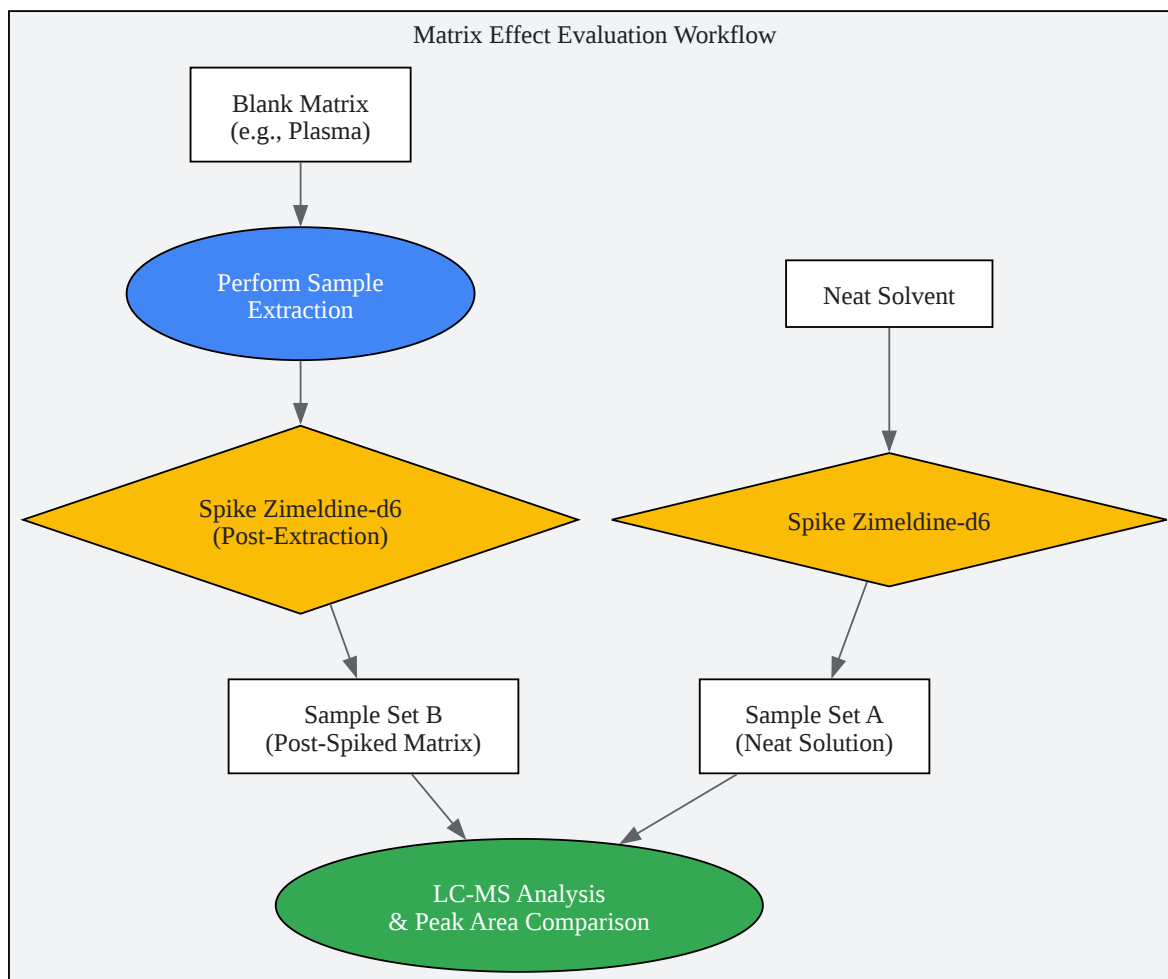 Matrix Effect Evaluation Workflow
Blank Matrix
(e.g., Plasma)
Perform Sample
Extraction
Neat Solvent
Spike Zimeldine-d6
(Post-Extraction)
Spike Zimeldine-d6
Sample Set B
(Post-Spiked Matrix)
Sample Set A
(Neat Solution)
LC-MS Analysis
& Peak Area Comparison